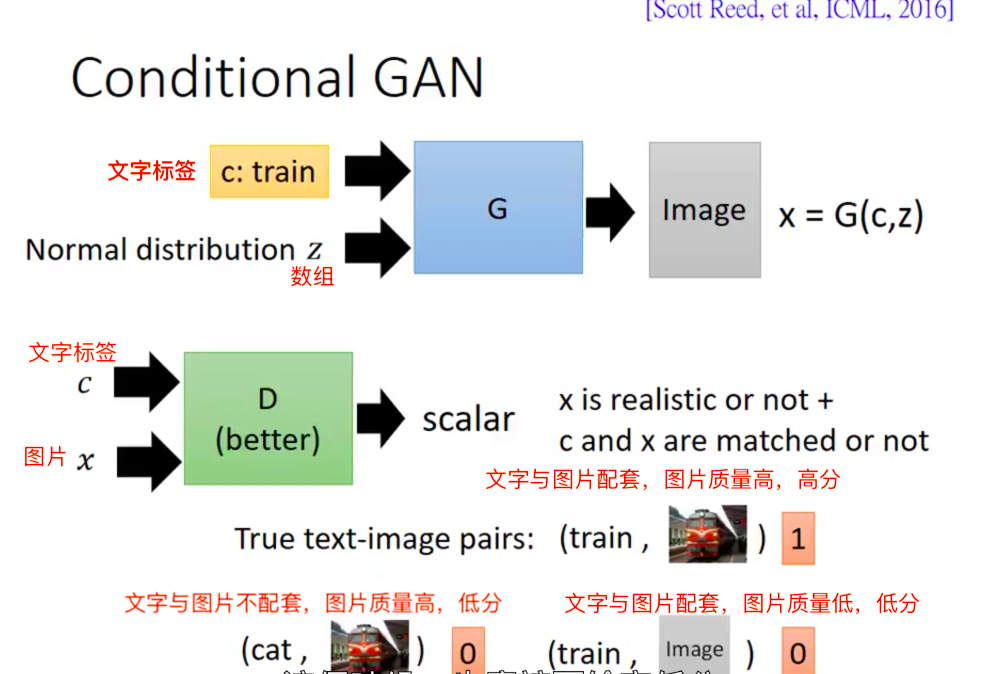 [Scott Reed, et al, ICML, 2016]
Conditional GAN
文字标签 c: train
G
Image x = G(c,z)
Normal distribution z
数组
文字标签
c
D
(better)
scalar
图片 x
x is realistic or not +
c and x are matched or not
文字与图片配套，图片质量高，高分
True text-image pairs: (train , ) 1
文字与图片不配套，图片质量高，低分 文字与图片配套，图片质量低，低分
(cat , ) 0 (train , Image ) 0